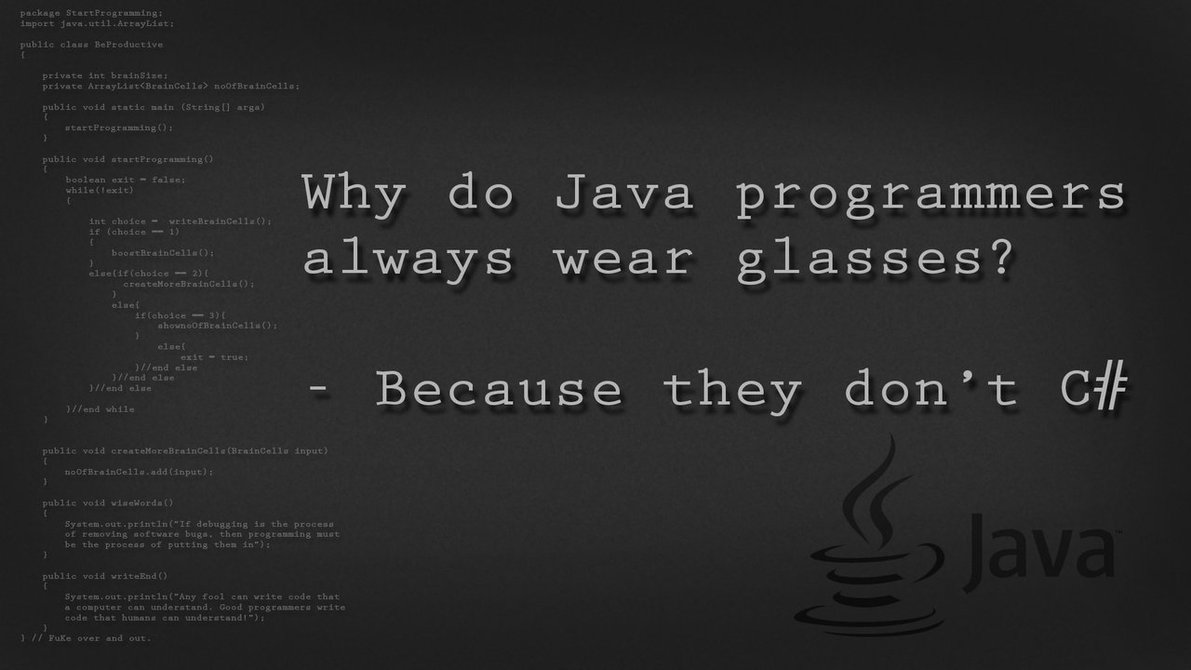 package StartProgramming;
import java.util.ArrayList;
public class BeProductive
{
private int brainSize;
private ArrayList<BrainCells> noOfBrainCells;
public void static main (String[] args)
{
startProgramming();
}
public void startProgramming()
{
boolean exit = false;
while(!exit)
{
int choice = writeBrainCells();
if (choice == 1)
{
boostBrainCells();
}
else{if(choice == 2){
createMoreBrainCells();
}
else{
if(choice == 3){
shownoOfBrainCells();
}
else{
exit = true;
}//end else
}//end else
}//end else
}//end while
}
public void createMoreBrainCells(BrainCells input)
{
noOfBrainCells.add(input);
}
public void wiseWords()
{
System.out.println("If debugging is the process
of removing software bugs, then programming must
be the process of putting them in");
}
public void writeEnd()
{
System.out.println("Any fool can write code that
a computer can understand. Good programmers write
code that humans can understand!");
}
} // FuKe over and out.
Why do Java programmers
always wear glasses?
- Because they don't C#
Java™